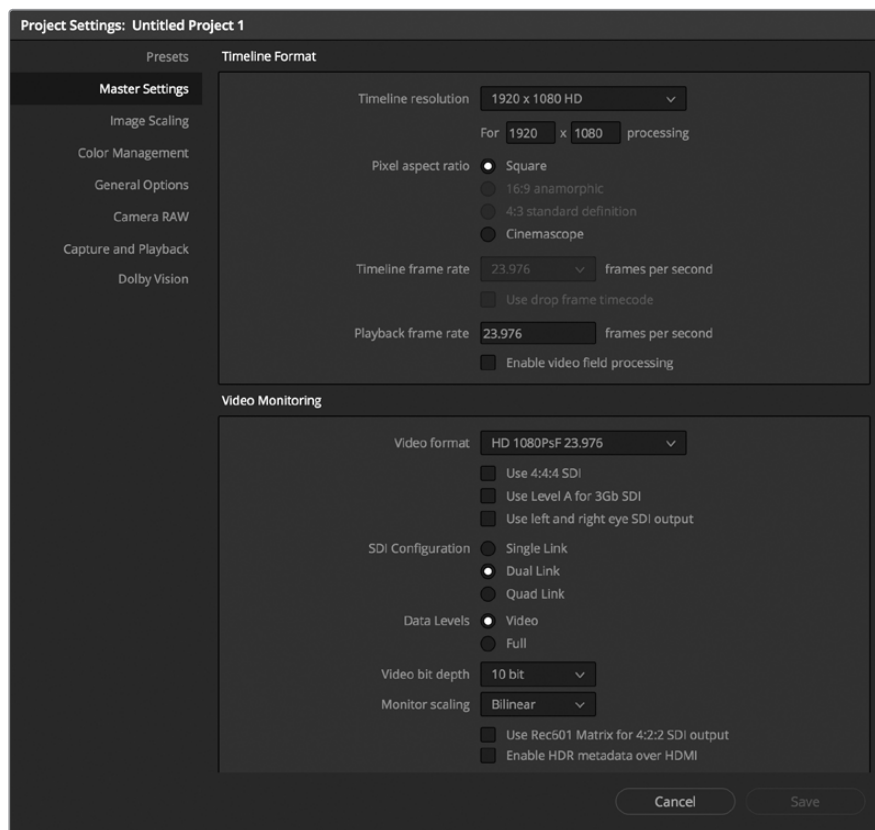 Project Settings: Untitled Project 1
Presets
Master Settings
Image Scaling
Color Management
General Options
Camera RAW
Capture and Playback
Dolby Vision
Timeline Format
Timeline resolution 1920 x 1080 HD
For 1920 x 1080 processing
Pixel aspect ratio Square
16:9 anamorphic
4:3 standard definition
Cinemascope
Timeline frame rate 23.976 frames per second
Use drop frame timecode
Playback frame rate 23.976 frames per second
Enable video field processing
Video Monitoring
Video format HD 1080PsF 23.976
Use 4:4:4 SDI
Use Level A for 3Gb SDI
Use left and right eye SDI output
SDI Configuration Single Link
Dual Link
Quad Link
Data Levels Video
Full
Video bit depth 10 bit
Monitor scaling Bilinear
Use Rec601 Matrix for 4:2:2 SDI output
Enable HDR metadata over HDMI
Cancel Save